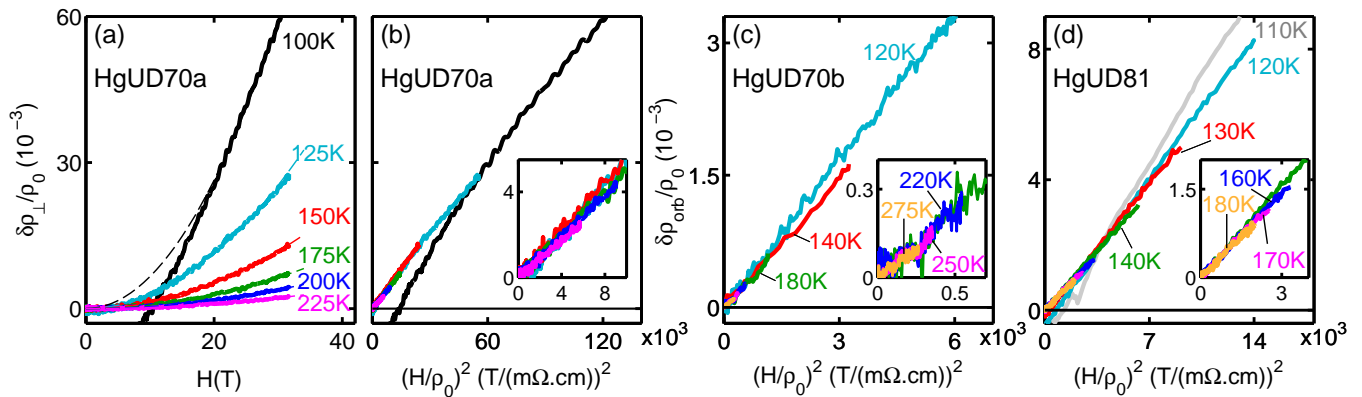 (a)
HgUD70a
100K
125K
150K
175K
200K
225K
60
30
0
δρ⊥/ρ0 (10⁻³)
0
20
40
H(T)
(b)
HgUD70a
4
0
0
4
8
0
60
120
x10³
(H/ρ0)² (T/(mΩ.cm))²
(c)
HgUD70b
120K
140K
180K
3
1.5
0
δρorb/ρ0 (10⁻³)
0.3
0
220K
275K
250K
0
0.5
0
3
6
x10³
(H/ρ0)² (T/(mΩ.cm))²
(d)
HgUD81
110K
120K
130K
140K
8
4
0
1.5
0
160K
180K
170K
0
3
0
7
14
x10³
(H/ρ0)² (T/(mΩ.cm))²